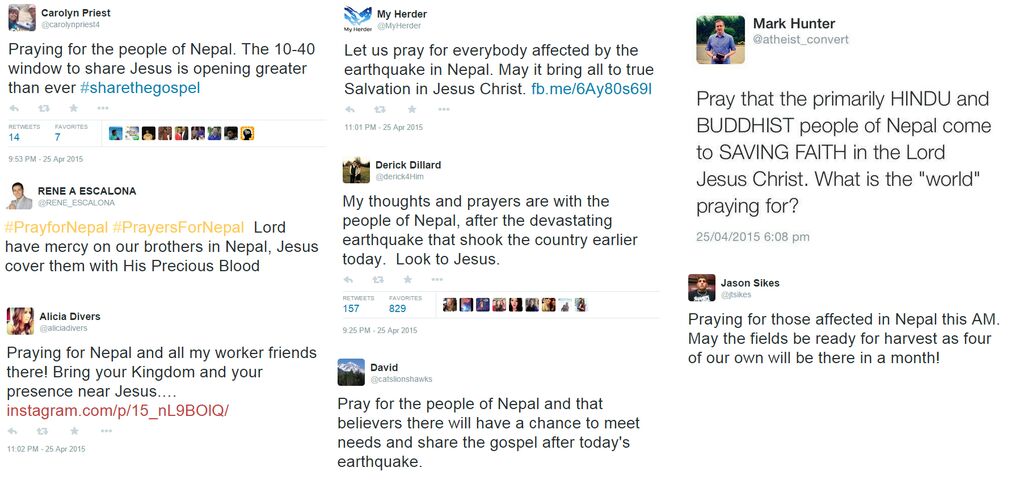 Carolyn Priest
@carolynpriest4
Praying for the people of Nepal. The 10-40
window to share Jesus is opening greater
than ever #sharethegospel
RETWEETS FAVORITES
14 7
9:53 PM - 25 Apr 2015
RENE A ESCALONA
@RENE_ESCALONA
#PrayforNepal #PrayersForNepal Lord
have mercy on our brothers in Nepal, Jesus
cover them with His Precious Blood
Alicia Divers
@aliciadivers
Praying for Nepal and all my worker friends
there! Bring your Kingdom and your
presence near Jesus....
instagram.com/p/15_nL9BOIQ/
11:02 PM - 25 Apr 2015
My Herder
My Herder
@MyHerder
Let us pray for everybody affected by the
earthquake in Nepal. May it bring all to true
Salvation in Jesus Christ. fb.me/6Ay80s69I
11:01 PM - 25 Apr 2015
Derick Dillard
@derick4Him
My thoughts and prayers are with the
people of Nepal, after the devastating
earthquake that shook the country earlier
today. Look to Jesus.
RETWEETS FAVORITES
157 829
9:25 PM - 25 Apr 2015
David
@catslionshawks
Pray for the people of Nepal and that
believers there will have a chance to meet
needs and share the gospel after today's
earthquake.
Mark Hunter
@atheist_convert
Pray that the primarily HINDU and
BUDDHIST people of Nepal come
to SAVING FAITH in the Lord
Jesus Christ. What is the "world"
praying for?
25/04/2015 6:08 pm
Jason Sikes
@jtsikes
Praying for those affected in Nepal this AM.
May the fields be ready for harvest as four
of our own will be there in a month!